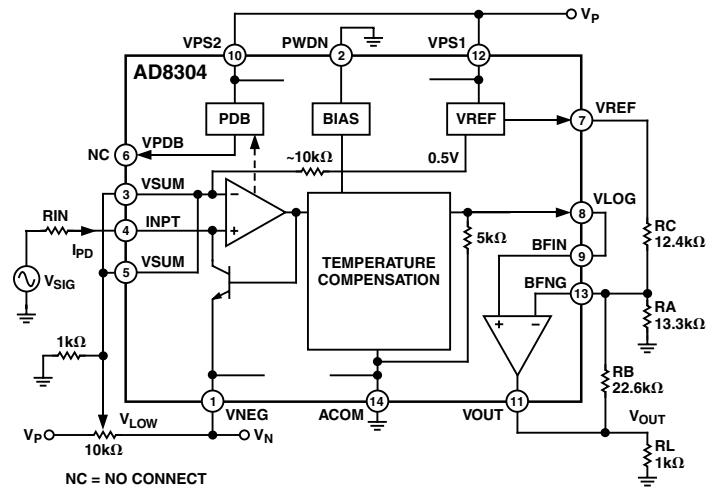 V_P
VPS2
PWDN
VPS1
10
2
12
AD8304
PDB
BIAS
VREF
VREF
7
NC
6
VPDB
~10kΩ
0.5V
3
VSUM
VLOG
8
RIN
4
INPT
I_PD
5
VSUM
V_SIG
−
+
TEMPERATURE
COMPENSATION
5kΩ
BFIN
9
BFNG
13
RC
12.4kΩ
RA
13.3kΩ
+
−
1kΩ
RB
22.6kΩ
1
VNEG
ACOM
14
VOUT
11
V_OUT
V_LOW
V_P
10kΩ
V_N
RL
1kΩ
NC = NO CONNECT